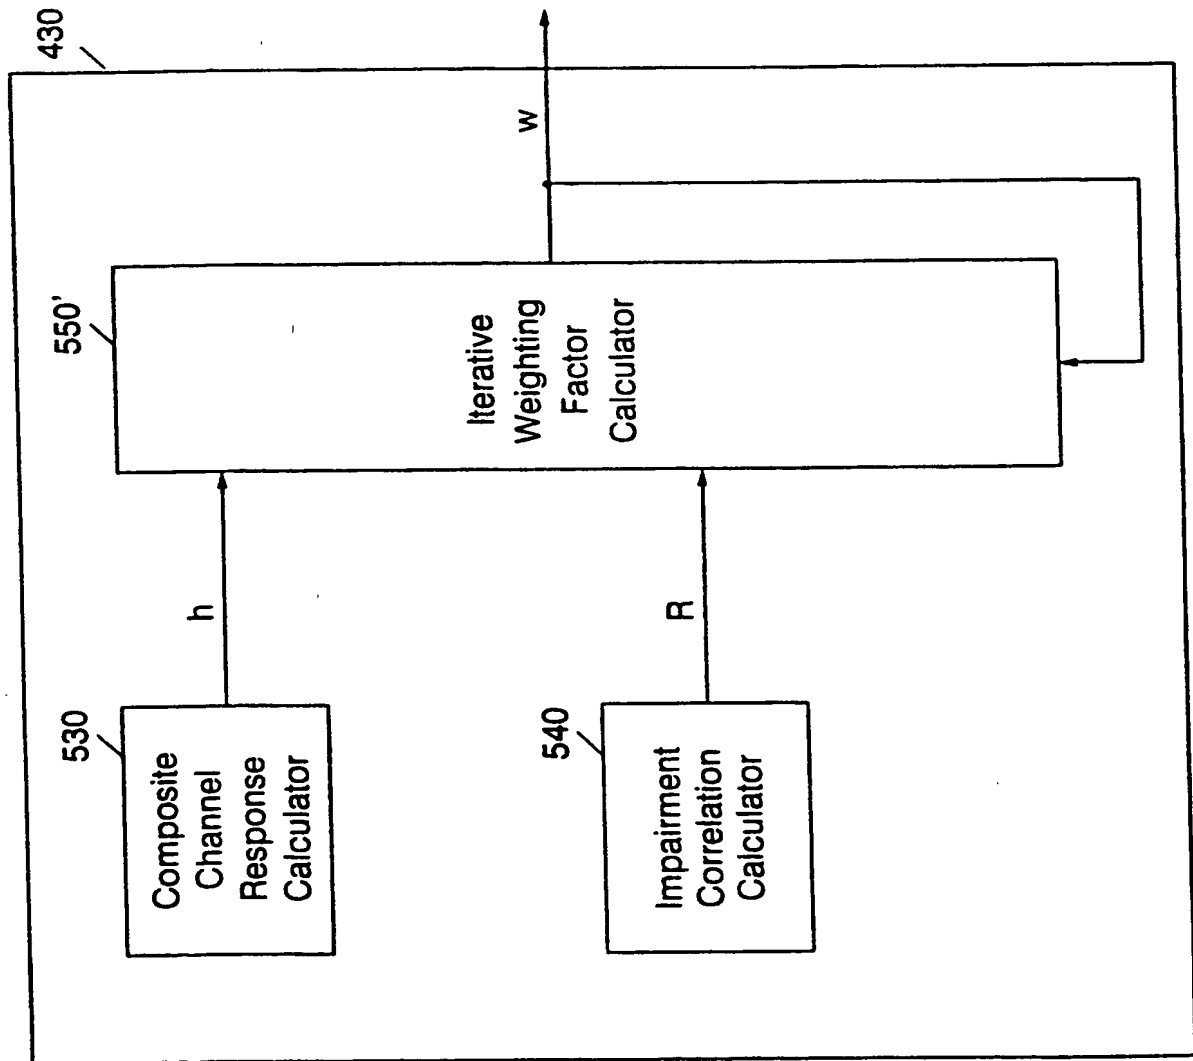 430
550'
w
Iterative
Weighting
Factor
Calculator
h
R
530
Composite
Channel
Response
Calculator
540
Impairment
Correlation
Calculator